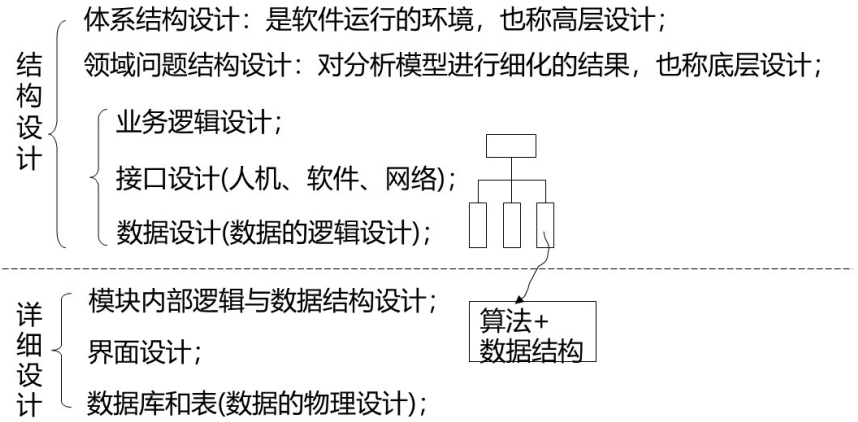 结构设计
体系结构设计：是软件运行的环境，也称高层设计；
领域问题结构设计：对分析模型进行细化的结果，也称底层设计；
业务逻辑设计；
接口设计(人机、软件、网络)；
数据设计(数据的逻辑设计)；
详细设计
模块内部逻辑与数据结构设计；
界面设计；
数据库和表(数据的物理设计)；
算法+
数据结构